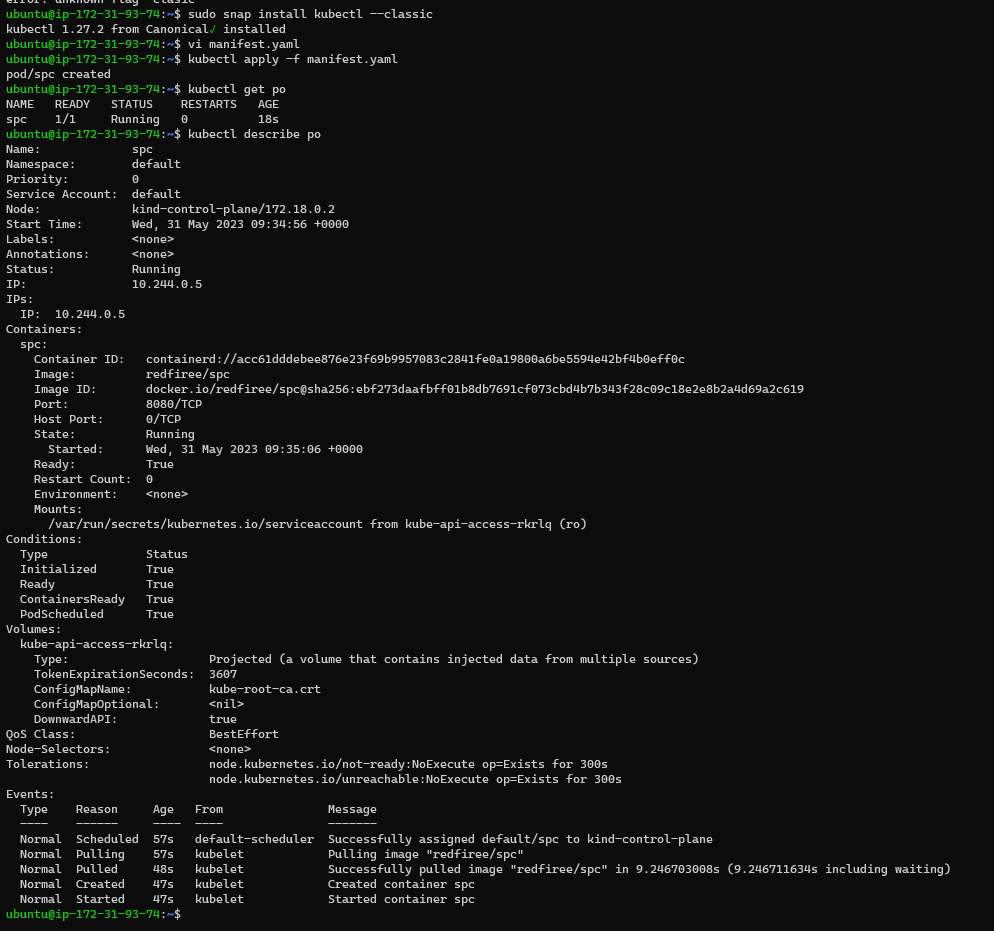 error: unknown flag  clasic
ubuntu@ip-172-31-93-74:~$ sudo snap install kubectl --classic
kubectl 1.27.2 from Canonical✓ installed
ubuntu@ip-172-31-93-74:~$ vi manifest.yaml
ubuntu@ip-172-31-93-74:~$ kubectl apply -f manifest.yaml
pod/spc created
ubuntu@ip-172-31-93-74:~$ kubectl get po
NAME   READY   STATUS    RESTARTS   AGE
spc    1/1     Running   0          18s
ubuntu@ip-172-31-93-74:~$ kubectl describe po
Name:             spc
Namespace:        default
Priority:         0
Service Account:  default
Node:             kind-control-plane/172.18.0.2
Start Time:       Wed, 31 May 2023 09:34:56 +0000
Labels:           <none>
Annotations:      <none>
Status:           Running
IP:               10.244.0.5
IPs:
  IP:  10.244.0.5
Containers:
  spc:
    Container ID:   containerd://acc61dddebee876e23f69b9957083c2841fe0a19800a6be5594e42bf4b0eff0c
    Image:          redfiree/spc
    Image ID:       docker.io/redfiree/spc@sha256:ebf273daafbff01b8db7691cf073cbd4b7b343f28c09c18e2e8b2a4d69a2c619
    Port:           8080/TCP
    Host Port:      0/TCP
    State:          Running
      Started:      Wed, 31 May 2023 09:35:06 +0000
    Ready:          True
    Restart Count:  0
    Environment:    <none>
    Mounts:
      /var/run/secrets/kubernetes.io/serviceaccount from kube-api-access-rkrlq (ro)
Conditions:
  Type              Status
  Initialized       True
  Ready             True
  ContainersReady   True
  PodScheduled      True
Volumes:
  kube-api-access-rkrlq:
    Type:                    Projected (a volume that contains injected data from multiple sources)
    TokenExpirationSeconds:  3607
    ConfigMapName:           kube-root-ca.crt
    ConfigMapOptional:       <nil>
    DownwardAPI:             true
QoS Class:                   BestEffort
Node-Selectors:              <none>
Tolerations:                 node.kubernetes.io/not-ready:NoExecute op=Exists for 300s
                             node.kubernetes.io/unreachable:NoExecute op=Exists for 300s
Events:
  Type    Reason     Age   From               Message
  ----    ------     ----  ----               -------
  Normal  Scheduled  57s   default-scheduler  Successfully assigned default/spc to kind-control-plane
  Normal  Pulling    57s   kubelet            Pulling image "redfiree/spc"
  Normal  Pulled     48s   kubelet            Successfully pulled image "redfiree/spc" in 9.246703008s (9.246711634s including waiting)
  Normal  Created    47s   kubelet            Created container spc
  Normal  Started    47s   kubelet            Started container spc
ubuntu@ip-172-31-93-74:~$